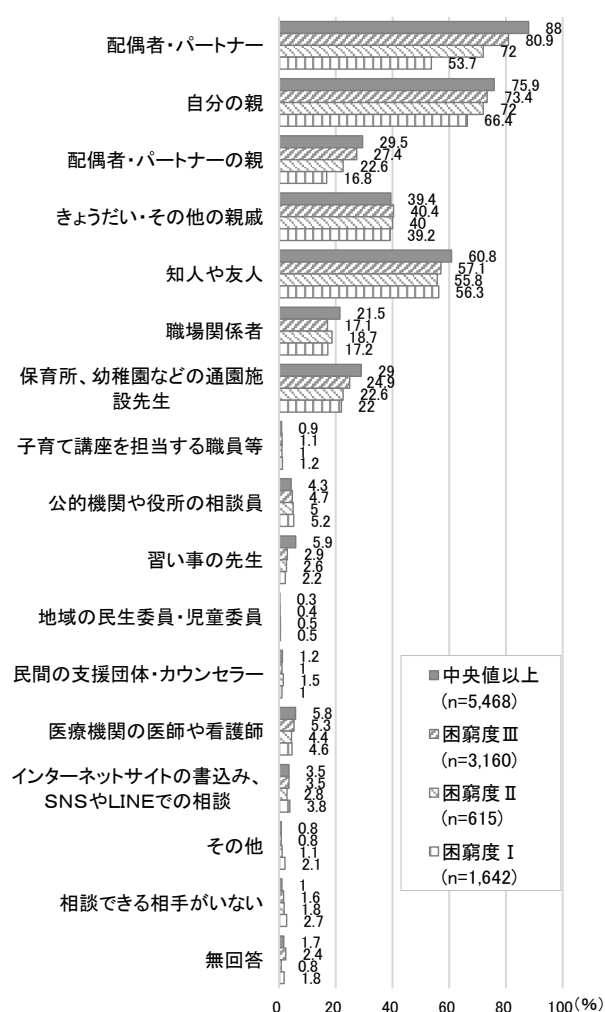 配偶者・パートナー
88
80.9
72
53.7
自分の親
75.9
73.4
72
66.4
配偶者・パートナーの親
29.5
27.4
22.6
16.8
きょうだい・その他の親戚
39.4
40.4
40
39.2
知人や友人
60.8
57.1
55.8
56.3
職場関係者
21.5
17.1
18.7
17.2
保育所、幼稚園などの通園施
設先生
29
24.9
22.6
22
子育て講座を担当する職員等
0.9
1.1
1
1.2
公的機関や役所の相談員
4.3
4.7
5
5.2
習い事の先生
5.9
2.9
2.6
2.2
地域の民生委員・児童委員
0.3
0.4
0.5
0.5
民間の支援団体・カウンセラー
1.2
1
1.5
1
医療機関の医師や看護師
5.8
5.3
4.4
4.6
インターネットサイトの書込み、
SNSやLINEでの相談
3.5
3.5
2.8
3.8
その他
0.8
0.8
1.1
2.1
相談できる相手がいない
1
1.6
1.8
2.7
無回答
1.7
2.4
0.8
1.8
中央値以上
(n=5,468)
困窮度Ⅲ
(n=3,160)
困窮度Ⅱ
(n=615)
困窮度Ⅰ
(n=1,642)
0 20 40 60 80 100(%)